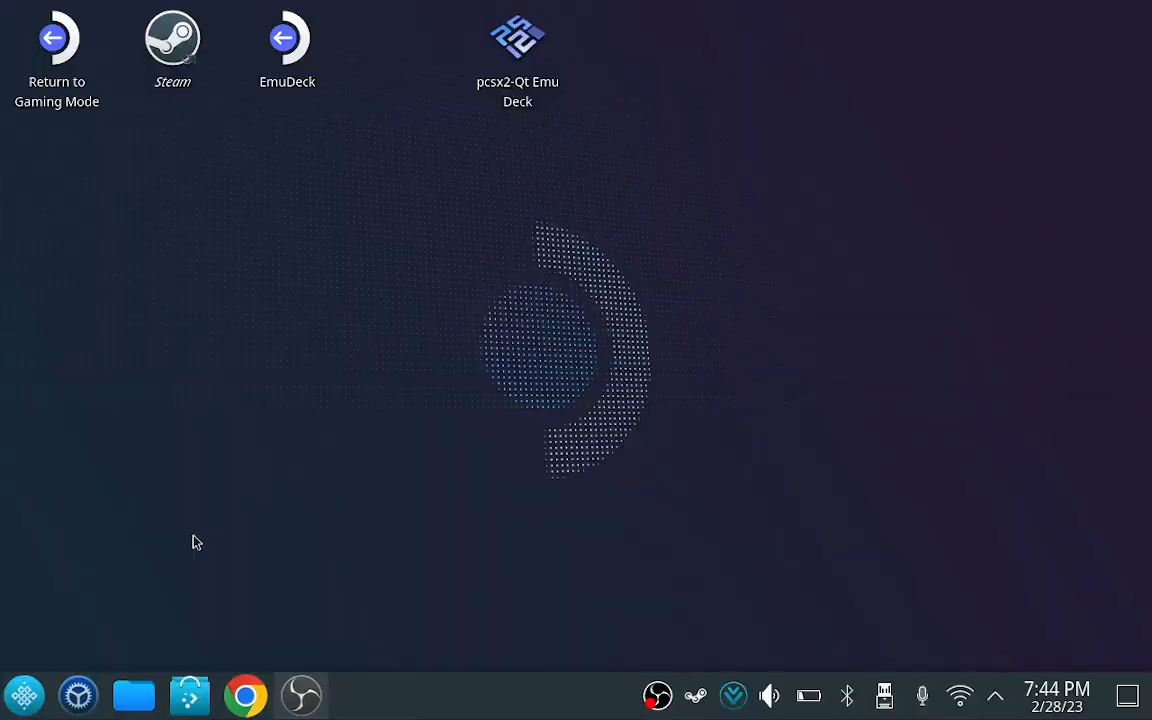 Return to
Gaming Mode
Steam
EmuDeck
pcsx2-Qt Emu
Deck
7:44 PM
2/28/23